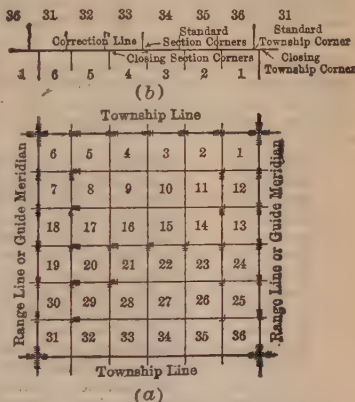 36 31 32 33 34 35 36 31
Correction Line
Standard
Section Corners
Standard
Township Corner
Closing Section Corners
Closing
Township Corner
1 6 5 4 3 2 1
(b)
Township Line
Range Line or Guide Meridian
6 5 4 3 2 1
7 8 9 10 11 12
18 17 16 15 14 13
19 20 21 22 23 24
30 29 28 27 26 25
31 32 33 34 35 36
Range Line or Guide Meridian
Township Line
(a)